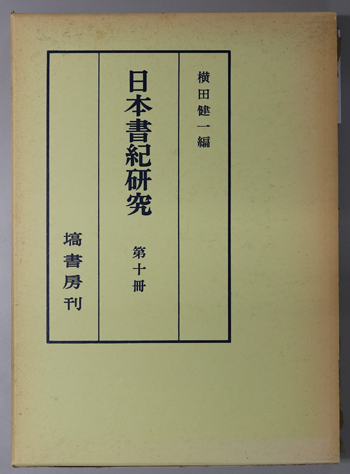 横田健一編
日本書紀研究
第十冊
塙書房刊